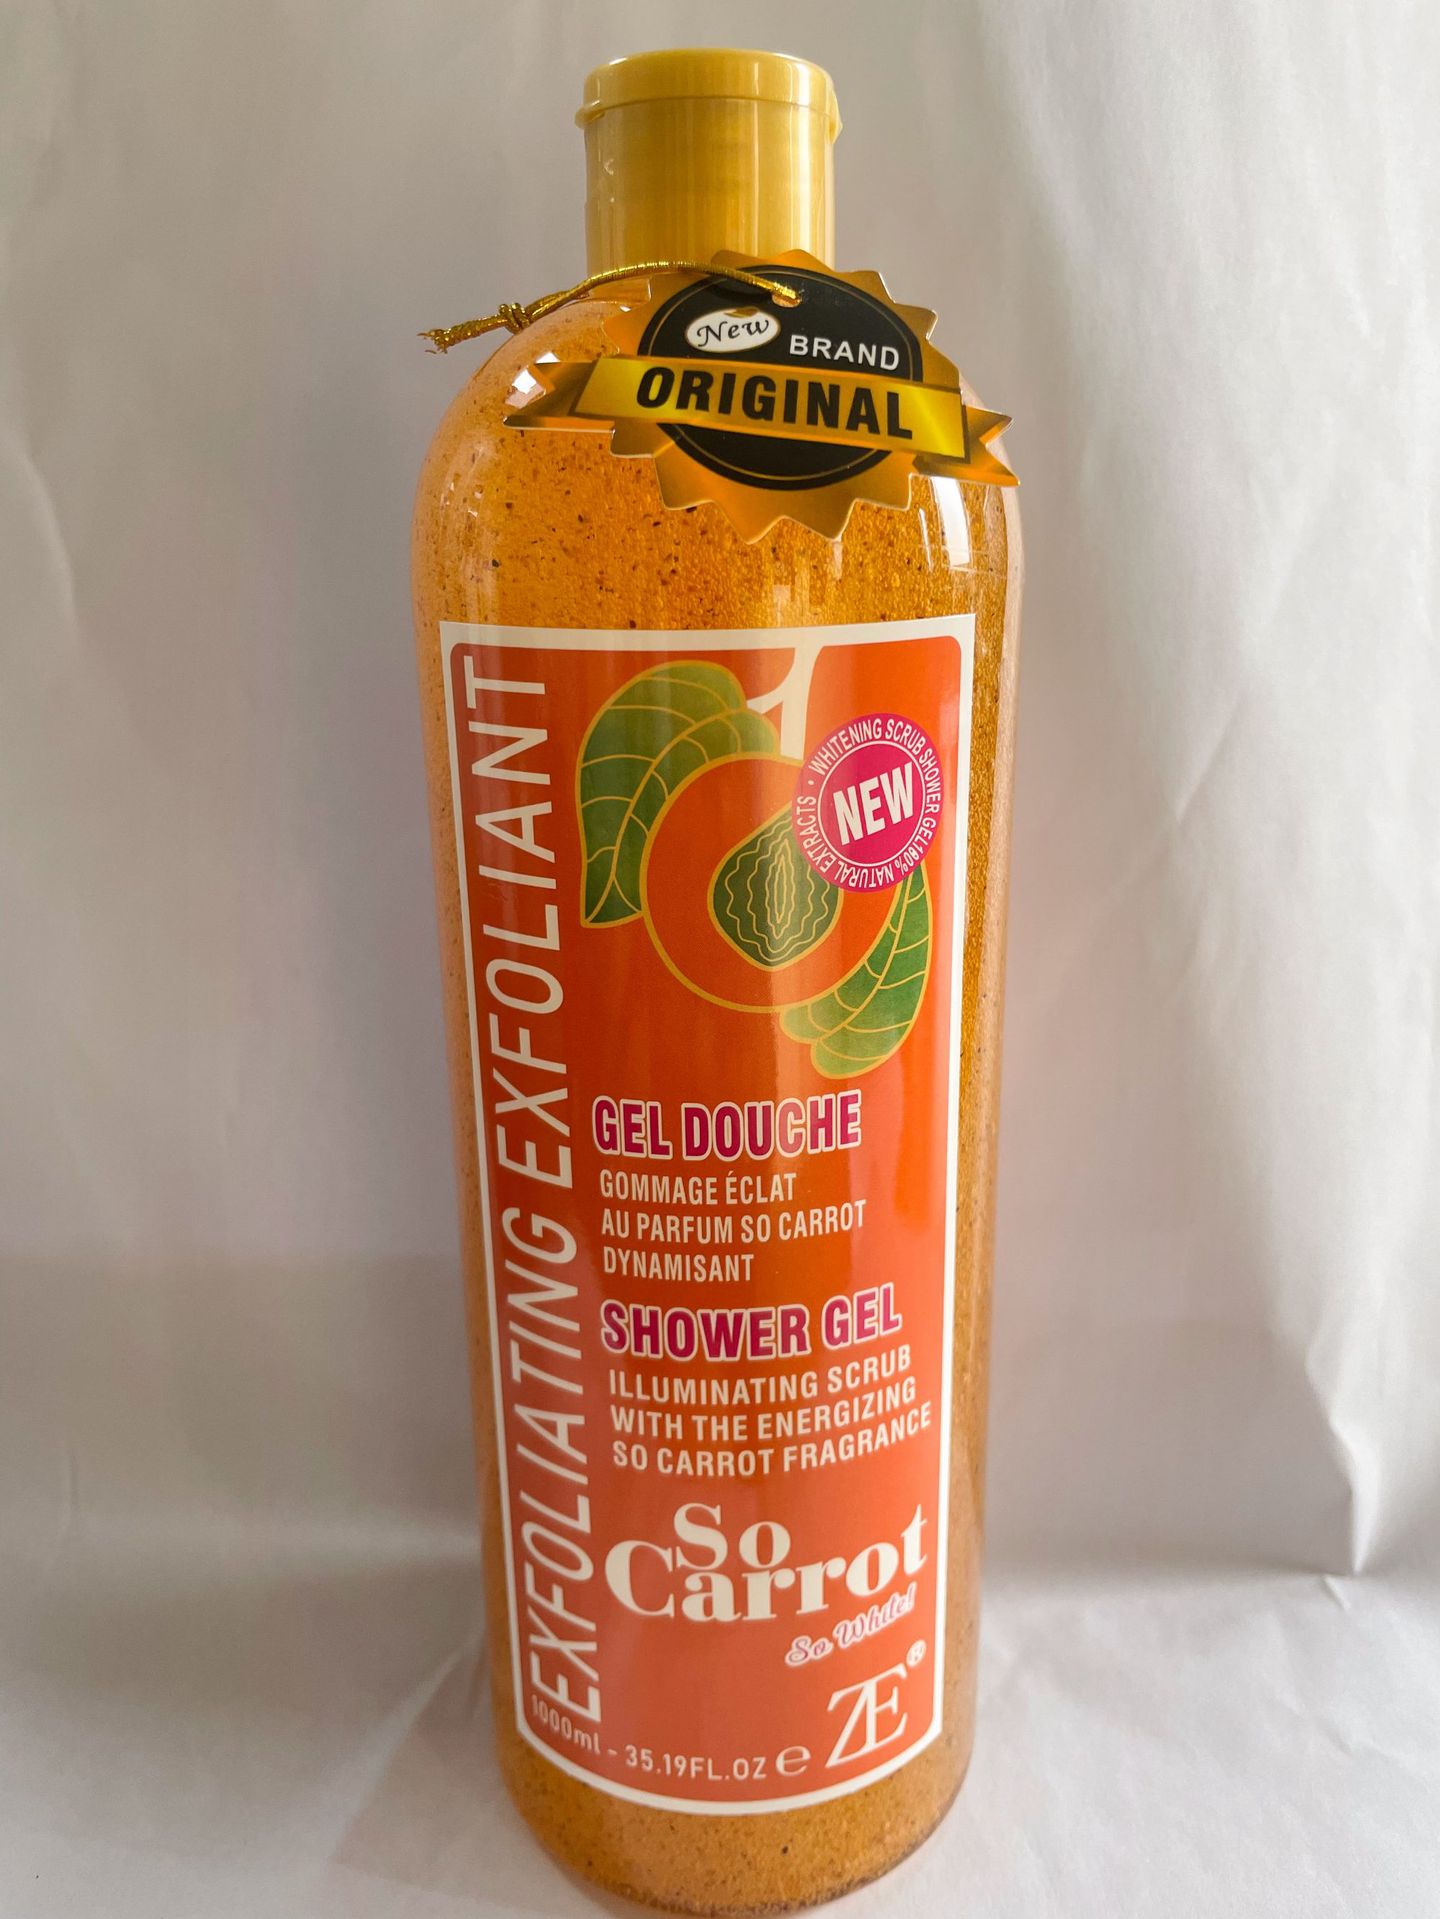 New
BRAND
ORIGINAL
EXFOLIATING EXFOLIANT
WHITENING SCRUB SHOWER GEL!80% NATURAL EXTRACTS •
NEW
GEL DOUCHE
GOMMAGE ÉCLAT
AU PARFUM SO CARROT
DYNAMISANT
SHOWER GEL
ILLUMINATING SCRUB
WITH THE ENERGIZING
SO CARROT FRAGRANCE
So
Carrot
So White!
ZE®
1000ml - 35.19FL.OZ e